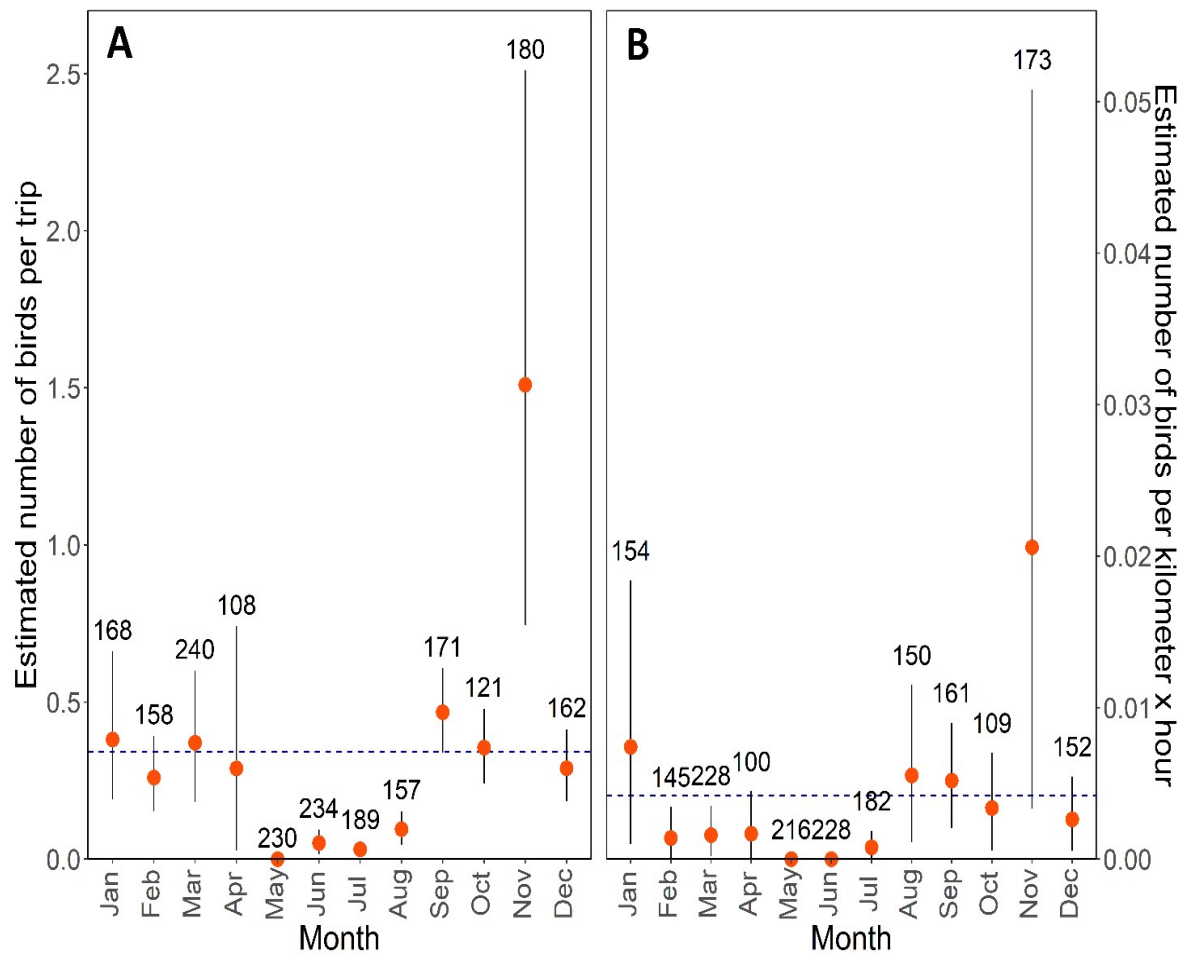 A
Estimated number of birds per trip
2.5
2.0
1.5
1.0
0.5
0.0
168
158
240
108
230
234
189
157
171
121
180
162
Jan
Feb
Mar
Apr
May
Jun
Jul
Aug
Sep
Oct
Nov
Dec
Month
B
154
145
228
100
216
228
182
150
161
109
173
152
Jan
Feb
Mar
Apr
May
Jun
Jul
Aug
Sep
Oct
Nov
Dec
Month
0.05
0.04
0.03
0.02
0.01
0.00
Estimated number of birds per kilometer x hour